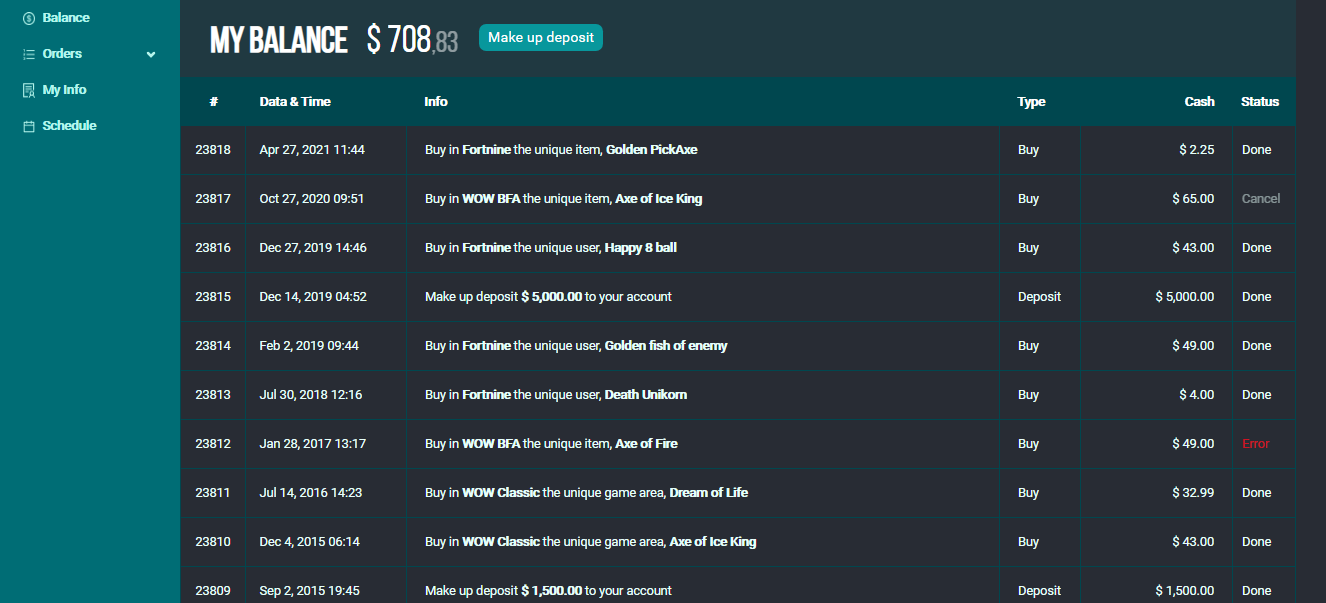 Balance
Orders
My Info
Schedule
MY BALANCE $ 708,83 Make up deposit
# Data & Time Info Type Cash Status
23818 Apr 27, 2021 11:44 Buy in Fortnine the unique item, Golden PickAxe Buy $ 2.25 Done
23817 Oct 27, 2020 09:51 Buy in WOW BFA the unique item, Axe of Ice King Buy $ 65.00 Cancel
23816 Dec 27, 2019 14:46 Buy in Fortnine the unique user, Happy 8 ball Buy $ 43.00 Done
23815 Dec 14, 2019 04:52 Make up deposit $ 5,000.00 to your account Deposit $ 5,000.00 Done
23814 Feb 2, 2019 09:44 Buy in Fortnine the unique user, Golden fish of enemy Buy $ 49.00 Done
23813 Jul 30, 2018 12:16 Buy in Fortnine the unique user, Death Unikorn Buy $ 4.00 Done
23812 Jan 28, 2017 13:17 Buy in WOW BFA the unique item, Axe of Fire Buy $ 49.00 Error
23811 Jul 14, 2016 14:23 Buy in WOW Classic the unique game area, Dream of Life Buy $ 32.99 Done
23810 Dec 4, 2015 06:14 Buy in WOW Classic the unique game area, Axe of Ice King Buy $ 43.00 Done
23809 Sep 2, 2015 19:45 Make up deposit $ 1,500.00 to your account Deposit $ 1,500.00 Done